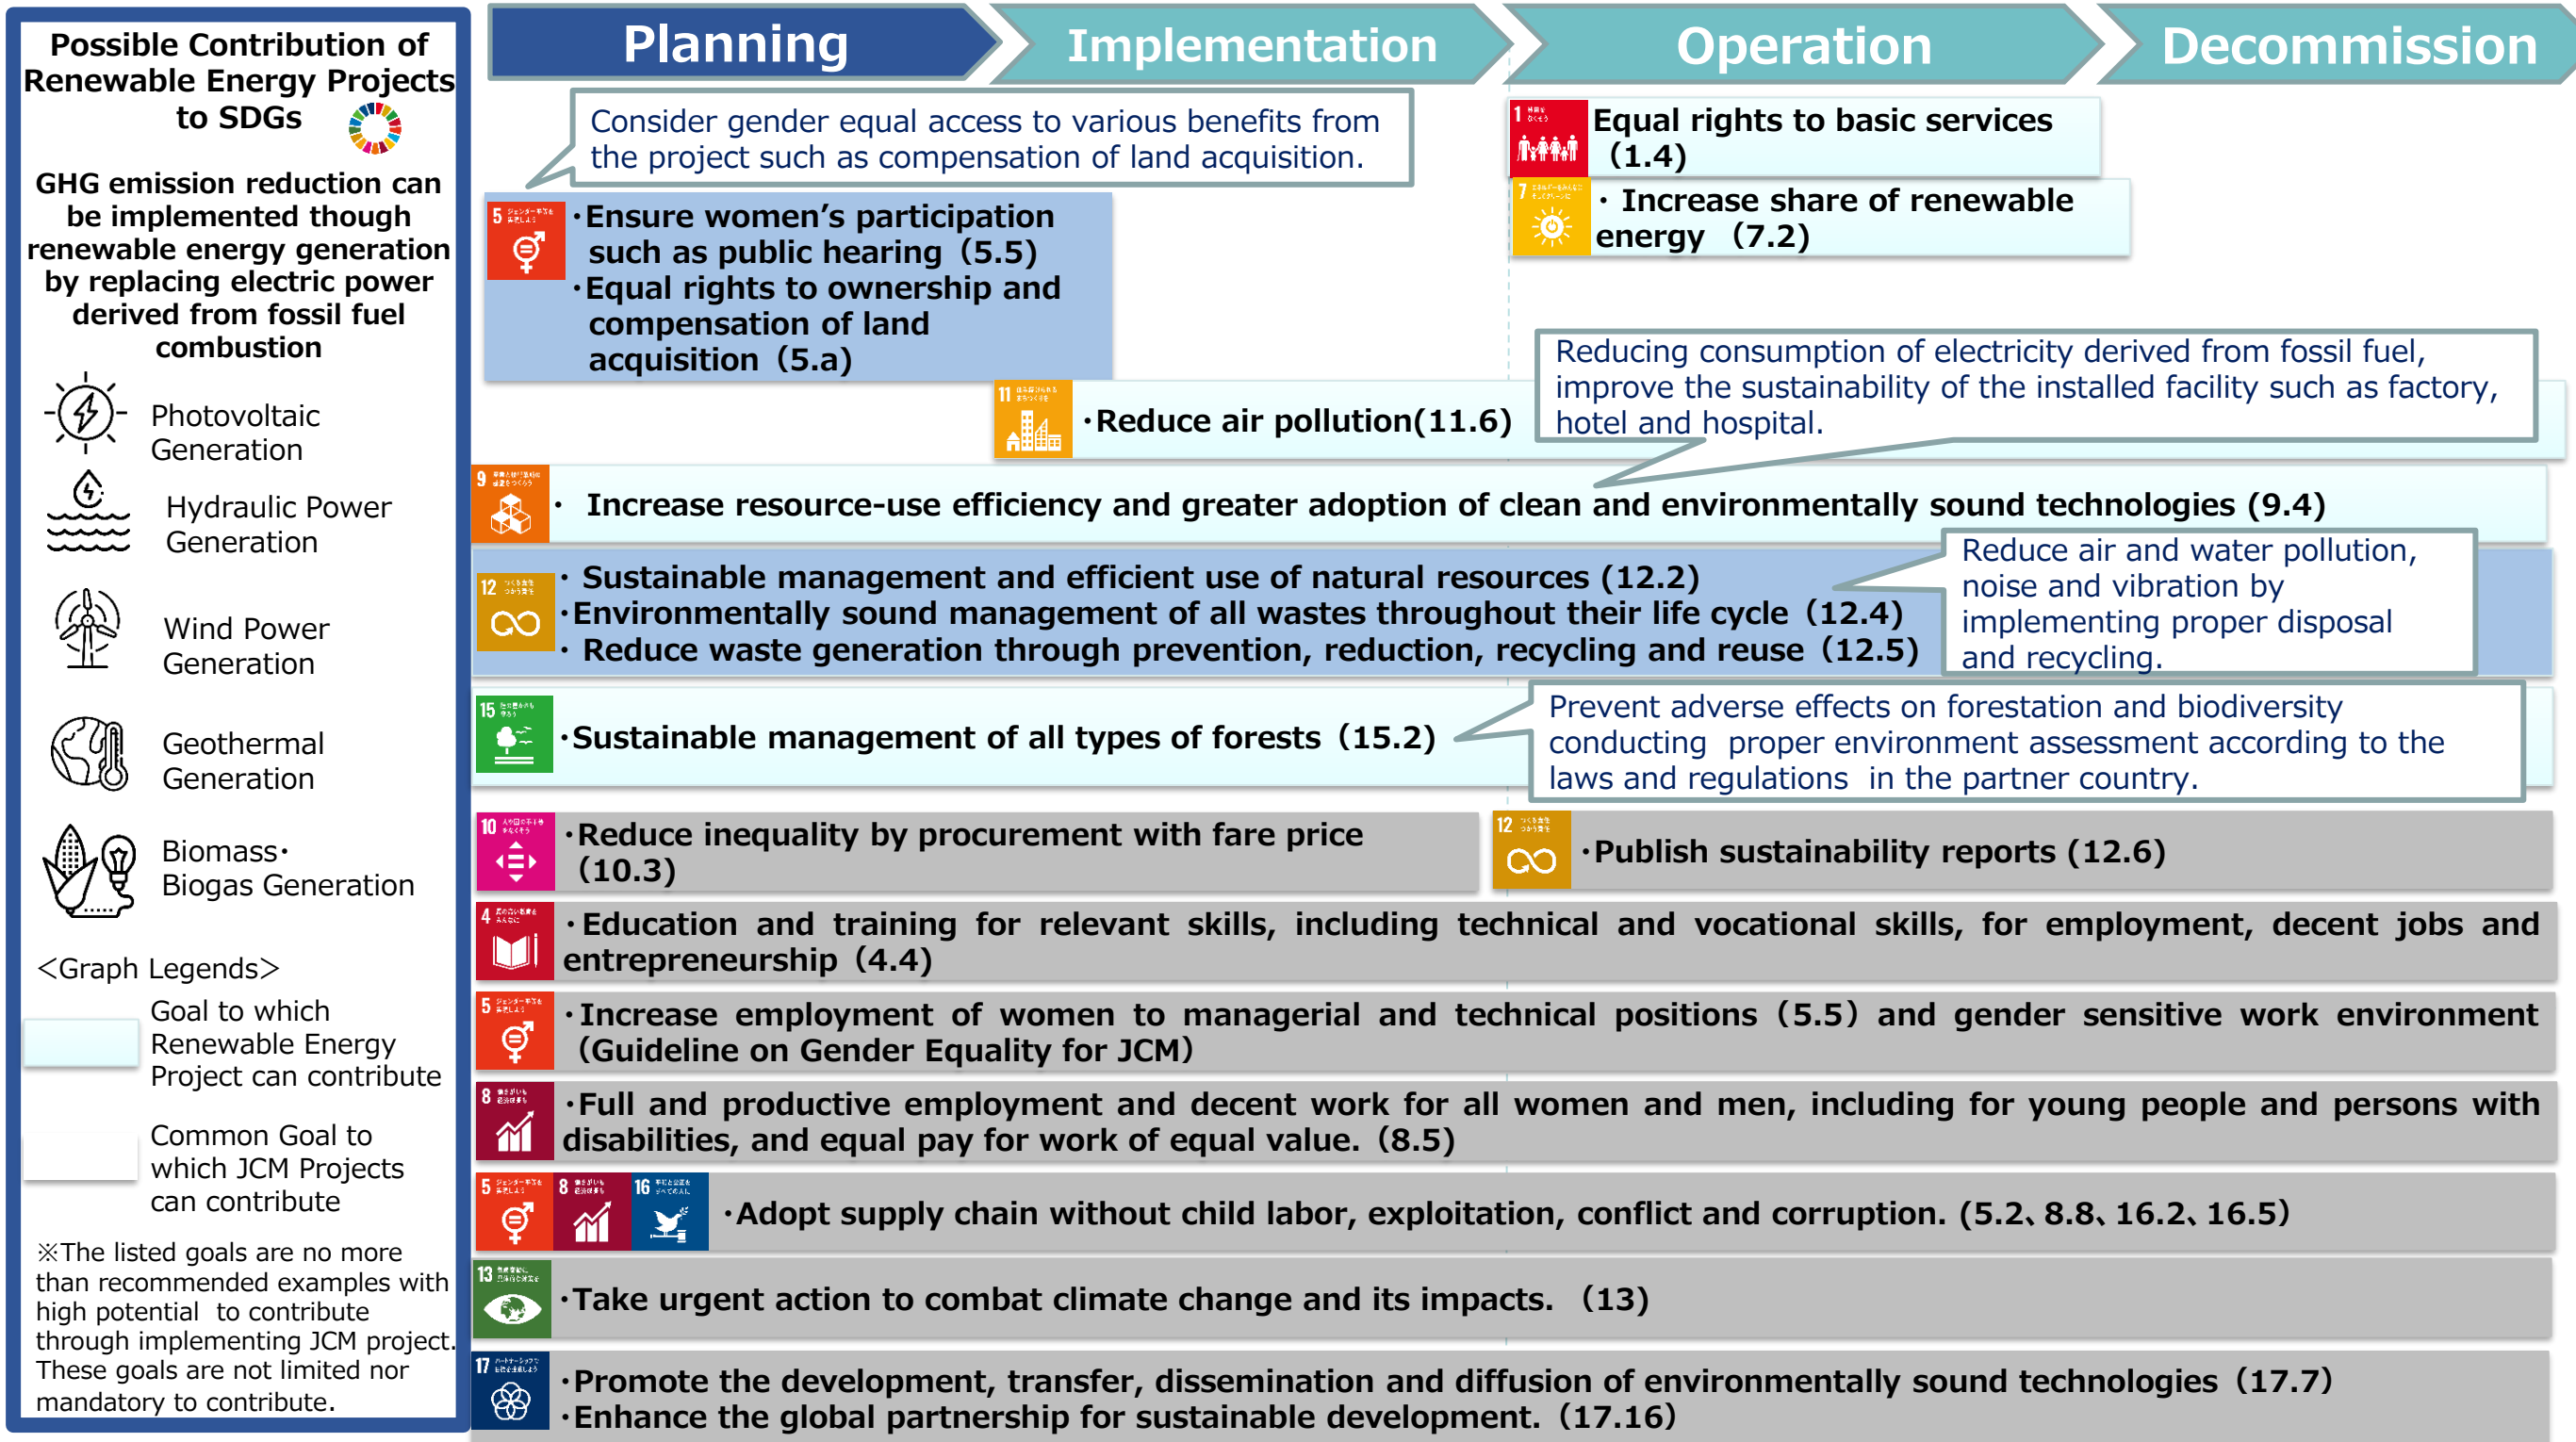 Possible Contribution of
Renewable Energy Projects
to SDGs
GHG emission reduction can
be implemented though
renewable energy generation
by replacing electric power
derived from fossil fuel
combustion
Photovoltaic
Generation
Hydraulic Power
Generation
Wind Power
Generation
Geothermal
Generation
Biomass・
Biogas Generation
<Graph Legends>
Goal to which
Renewable Energy
Project can contribute
Common Goal to
which JCM Projects
can contribute
※The listed goals are no more
than recommended examples with
high potential to contribute
through implementing JCM project.
These goals are not limited nor
mandatory to contribute.
Planning
Implementation
Operation
Decommission
Consider gender equal access to various benefits from
the project such as compensation of land acquisition.
1
Equal rights to basic services
（1.4）
7
・Increase share of renewable
energy （7.2）
5
・Ensure women's participation
such as public hearing（5.5）
・Equal rights to ownership and
compensation of land
acquisition（5.a）
11
・Reduce air pollution(11.6)
Reducing consumption of electricity derived from fossil fuel,
improve the sustainability of the installed facility such as factory,
hotel and hospital.
9
・ Increase resource-use efficiency and greater adoption of clean and environmentally sound technologies (9.4)
12
・ Sustainable management and efficient use of natural resources (12.2)
・Environmentally sound management of all wastes throughout their life cycle（12.4）
・ Reduce waste generation through prevention, reduction, recycling and reuse（12.5）
Reduce air and water pollution,
noise and vibration by
implementing proper disposal
and recycling.
15
・Sustainable management of all types of forests（15.2）
Prevent adverse effects on forestation and biodiversity
conducting proper environment assessment according to the
laws and regulations in the partner country.
10
・Reduce inequality by procurement with fare price
（10.3）
12
・Publish sustainability reports (12.6)
4
・Education and training for relevant skills, including technical and vocational skills, for employment, decent jobs and
entrepreneurship（4.4）
5
・Increase employment of women to managerial and technical positions（5.5）and gender sensitive work environment
（Guideline on Gender Equality for JCM）
8
・Full and productive employment and decent work for all women and men, including for young people and persons with
disabilities, and equal pay for work of equal value.（8.5）
5
8
16
・Adopt supply chain without child labor, exploitation, conflict and corruption. (5.2、8.8、16.2、16.5）
13
・Take urgent action to combat climate change and its impacts. （13）
17
・Promote the development, transfer, dissemination and diffusion of environmentally sound technologies（17.7）
・Enhance the global partnership for sustainable development.（17.16）